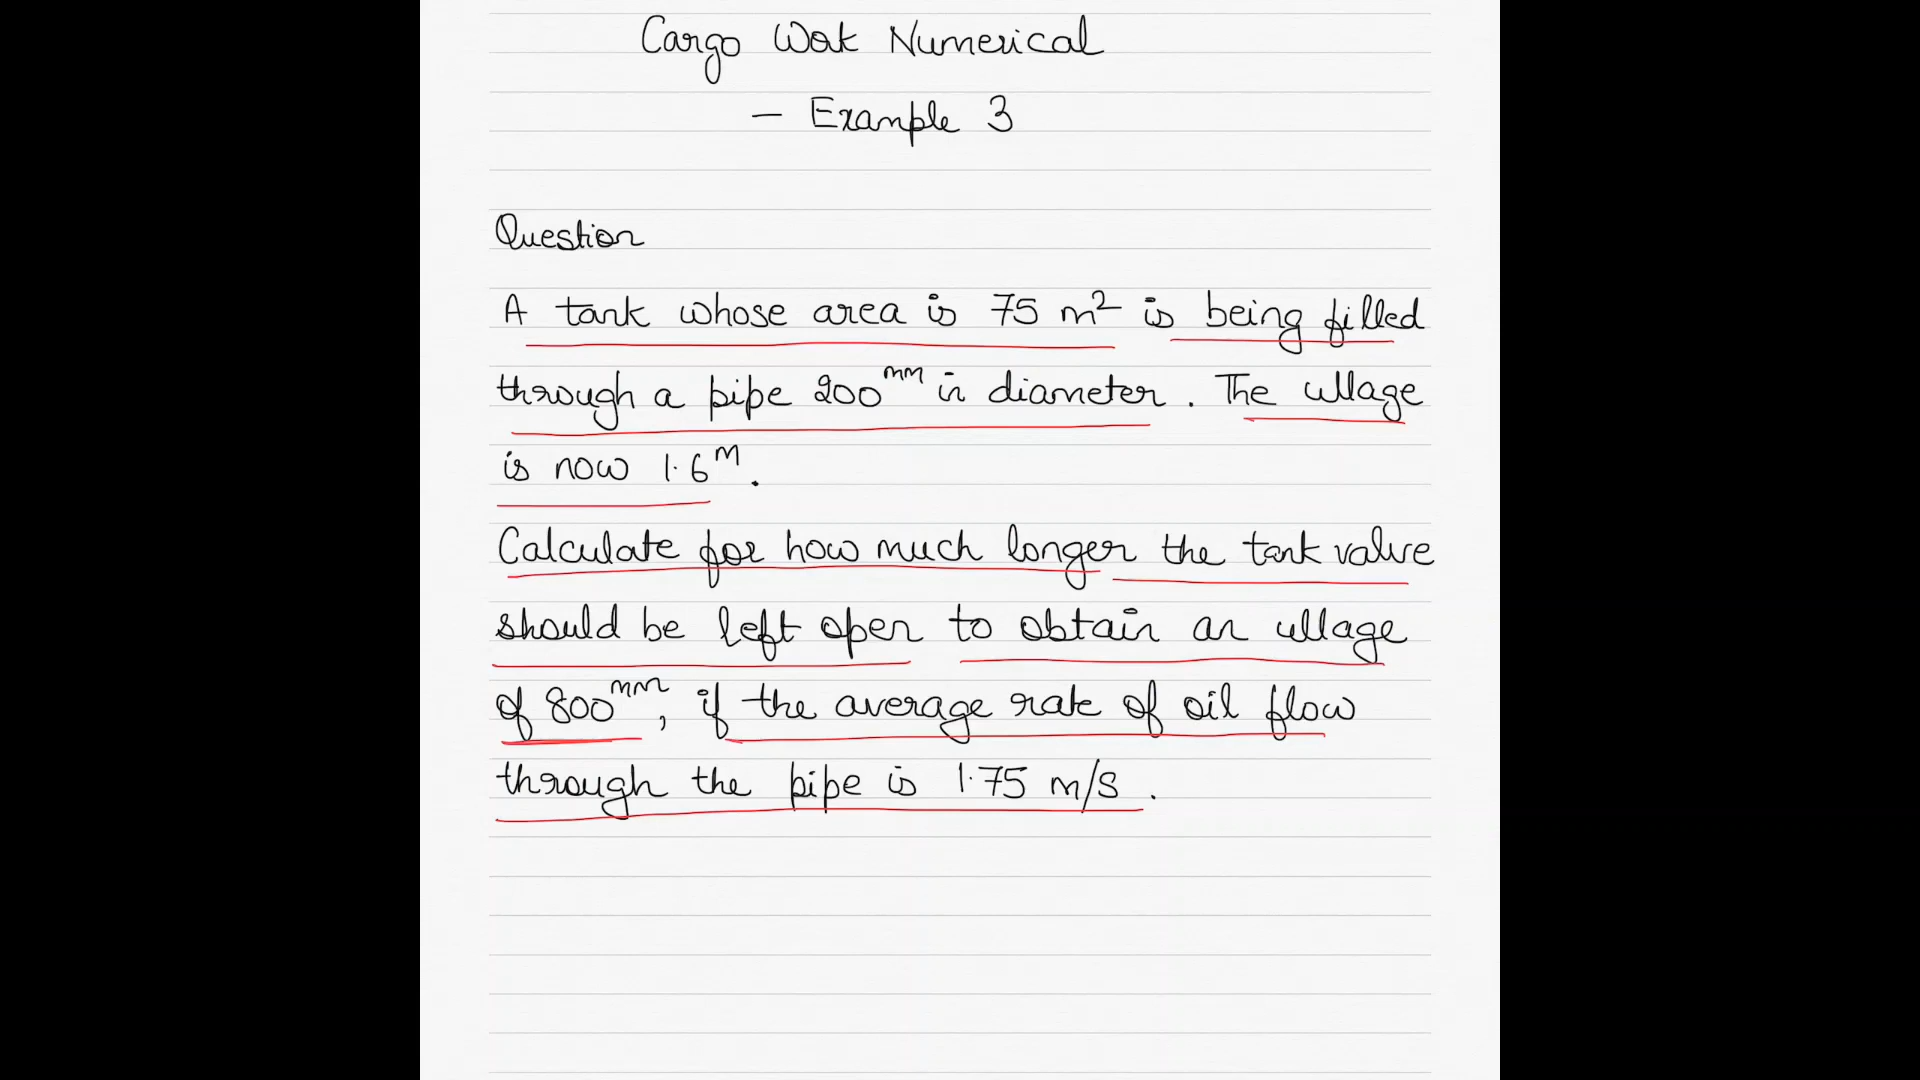 Cargo Wok Numerical
- Example 3
Question
A tank whose area is 75 m² is being filled
through a pipe 200mm in diameter. The ullage
is now 1.6m.
Calculate for how much longer the tank valve
should be left open to obtain an ullage
of 800mm, if the average rate of oil flow
through the pipe is 1.75 m/s.